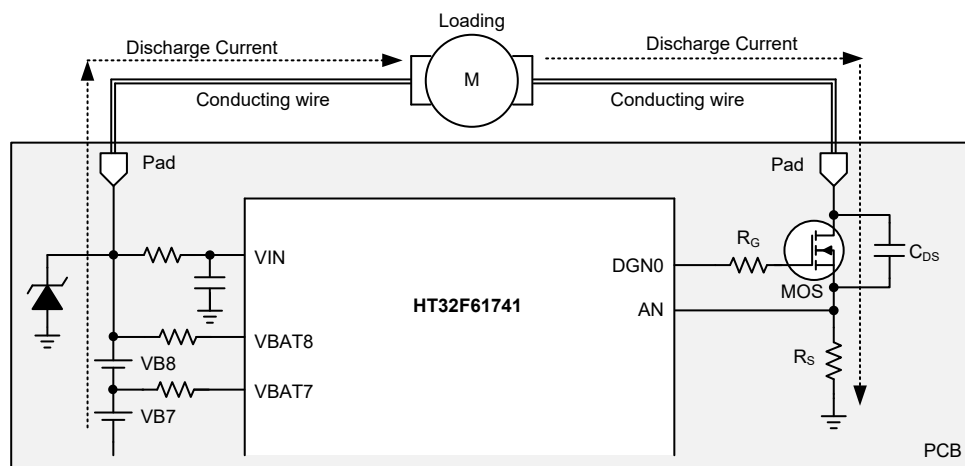 Loading
Discharge Current
Discharge Current
M
Conducting wire
Conducting wire
Pad
Pad
VIN
DGN0
RG
CDS
MOS
HT32F61741
AN
VBAT8
RS
VB8
VBAT7
VB7
PCB